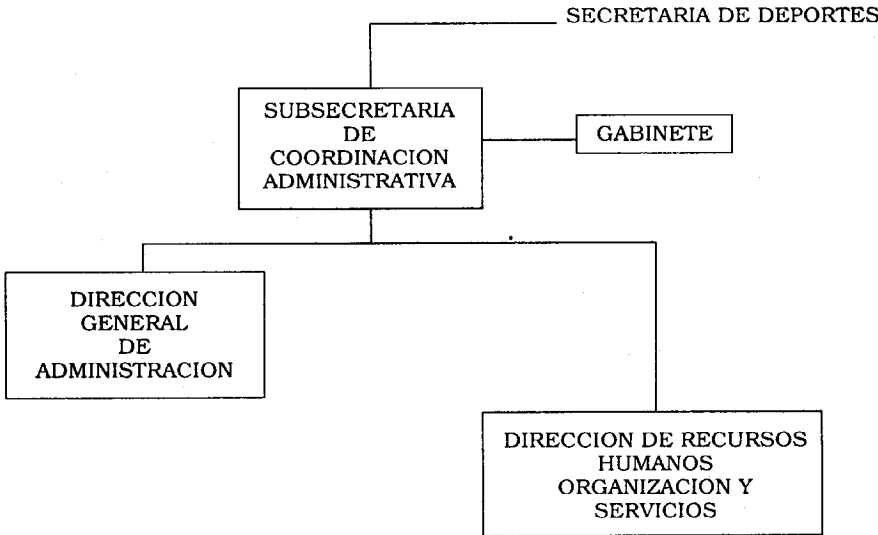 SECRETARIA DE DEPORTES
SUBSECRETARIA
DE
COORDINACION
ADMINISTRATIVA
GABINETE
DIRECCION
GENERAL
DE
ADMINISTRACION
DIRECCION DE RECURSOS
HUMANOS
ORGANIZACION Y
SERVICIOS